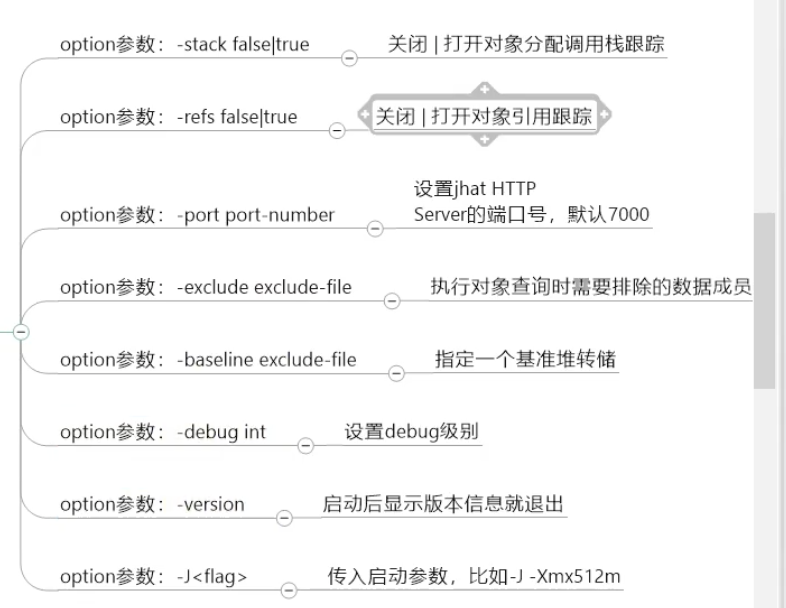 option参数：-stack false|true 关闭 | 打开对象分配调用栈跟踪
option参数：-refs false|true 关闭 | 打开对象引用跟踪
option参数：-port port-number 设置jhat HTTP
Server的端口号，默认7000
option参数：-exclude exclude-file 执行对象查询时需要排除的数据成员
option参数：-baseline exclude-file 指定一个基准堆转储
option参数：-debug int 设置debug级别
option参数：-version 启动后显示版本信息就退出
option参数：-J<flag> 传入启动参数，比如-J -Xmx512m